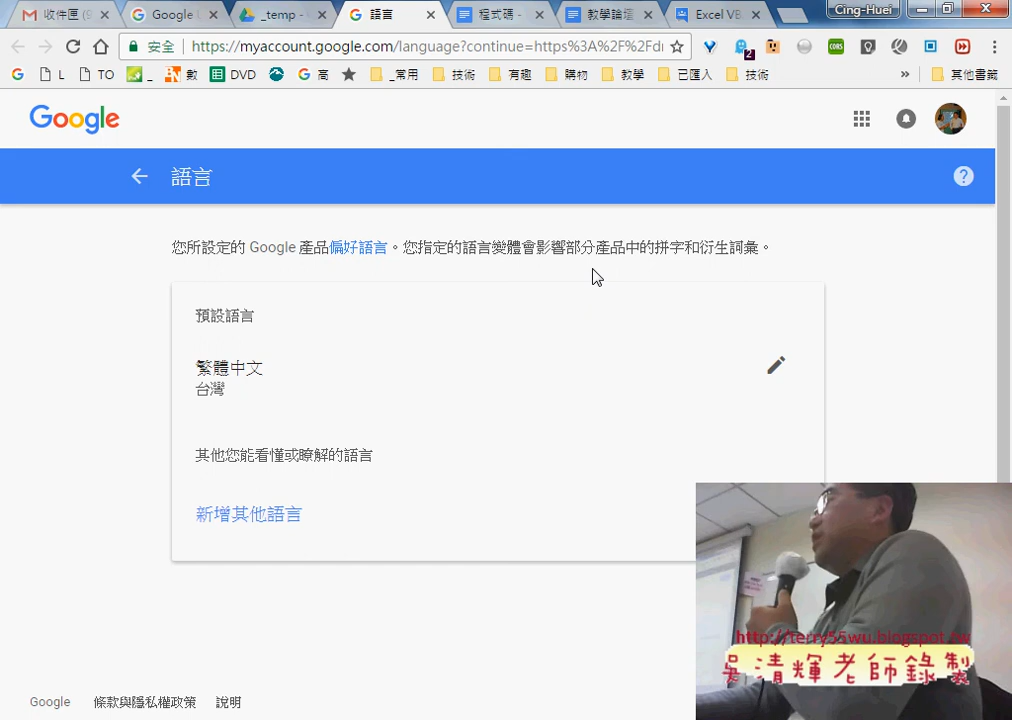 收件匣 (9
Google
_temp -
語言
程式碼 -
教學論壇
Excel VB
Cing-Huei
安全
https://myaccount.google.com/language?continue=https%3A%2F%2Fdr
2
L
TO
_
數
DVD
高
_常用
技術
有趣
購物
教學
已匯入
技術
»
其他書籤
Google
語言
您所設定的 Google 產品偏好語言。您指定的語言變體會影響部分產品中的拼字和衍生詞彙。
預設語言
繁體中文
台灣
其他您能看懂或瞭解的語言
新增其他語言
http://terry55wu.blogspot.tw
吳清輝老師錄製
Google
條款與隱私權政策
說明